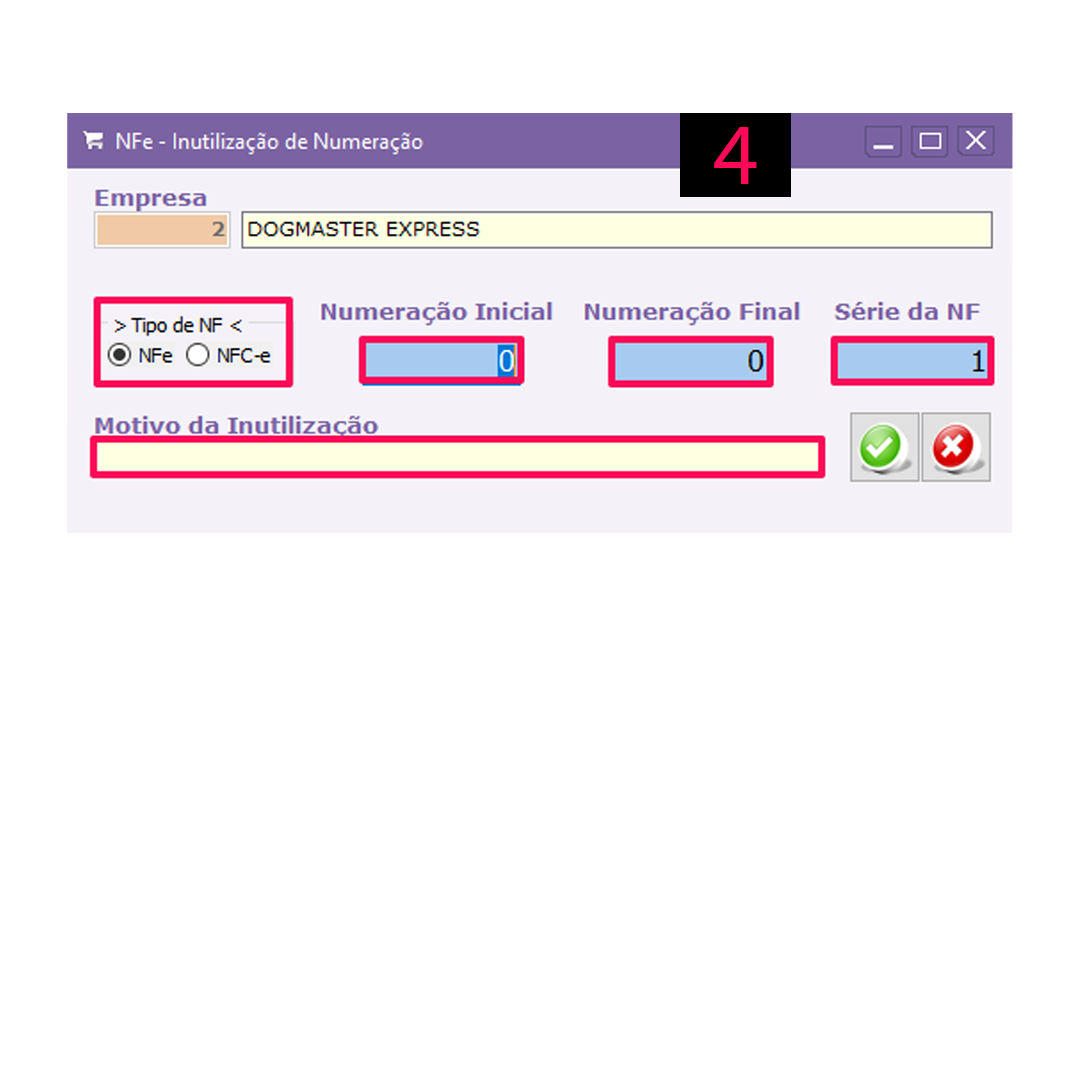 NFe - Inutilização de Numeração
4
Empresa
2 DOGMASTER EXPRESS
> Tipo de NF <
NFe NFC-e
Numeração Inicial Numeração Final Série da NF
0 0 1
Motivo da Inutilização